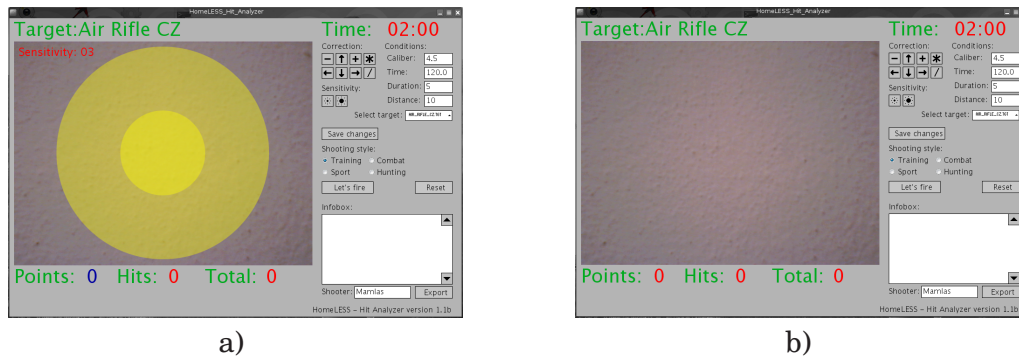 HomeLESS_Hit_Analyzer
Target:Air Rifle CZ
Time: 02:00
Sensitivity: 03
Correction:
Conditions:
Caliber: 4.5
Time: 120.0
Sensitivity:
Duration: 5
Distance: 10
Select target: AIR_RIFLE_CZ.TGT
Save changes
Shooting style:
Training Combat
Sport Hunting
Let's fire Reset
Infobox:
Points: 0 Hits: 0 Total: 0
Shooter: Mamlas Export
HomeLESS – Hit Analyzer version 1.1b
a)
HomeLESS_Hit_Analyzer
Target:Air Rifle CZ
Time: 02:00
Correction:
Conditions:
Caliber: 4.5
Time: 120.0
Sensitivity:
Duration: 5
Distance: 10
Select target: AIR_RIFLE_CZ.TGT
Save changes
Shooting style:
Training Combat
Sport Hunting
Let's fire Reset
Infobox:
Points: 0 Hits: 0 Total: 0
Shooter: Mamlas Export
HomeLESS – Hit Analyzer version 1.1b
b)